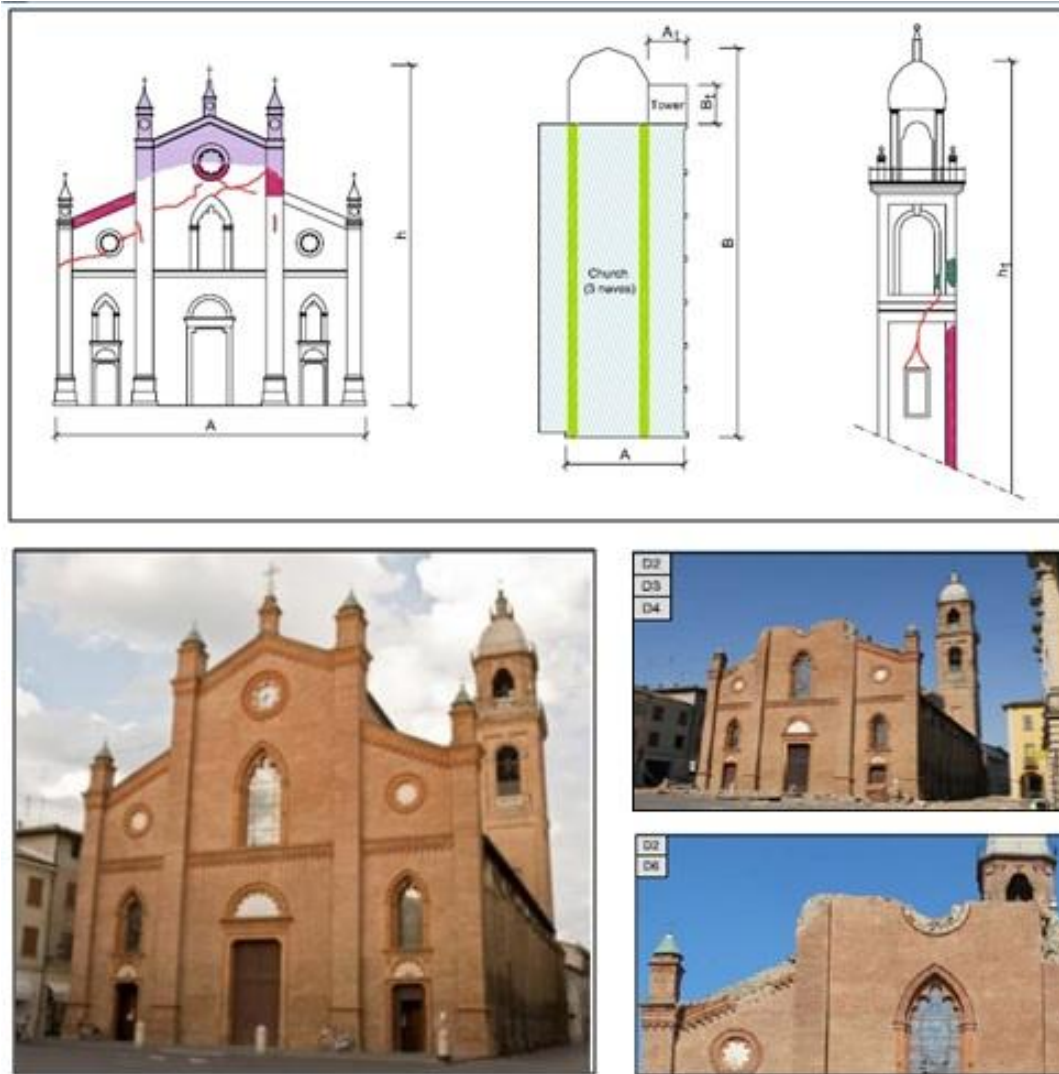 A₁
h
A
Tower
B₁
Church
(3 naves)
B
A
h₁
D2
D3
D4
D2
D6